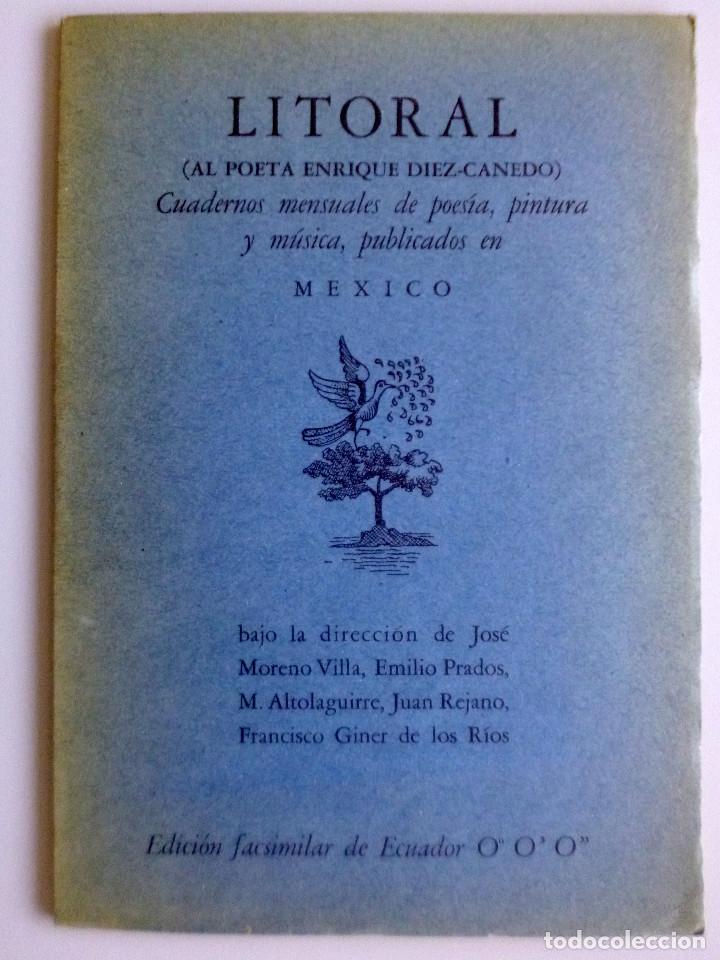 LITORAL
(AL POETA ENRIQUE DIEZ-CANEDO)
Cuadernos mensuales de poesía, pintura
y música, publicados en
MEXICO
bajo la dirección de José
Moreno Villa, Emilio Prados,
M. Altolaguirre, Juan Rejano,
Francisco Giner de los Ríos
Edición facsimilar de Ecuador O° O’ O”
todocoleccion